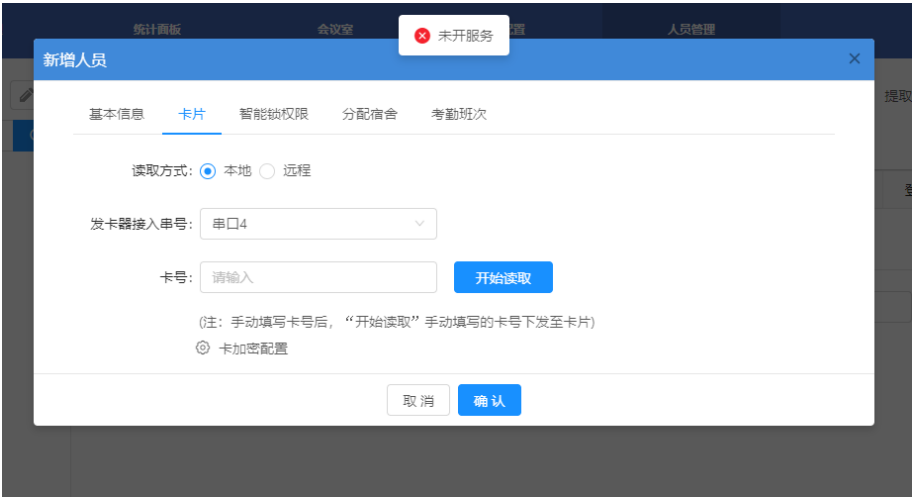 统计面板 会议室 置 人员管理
未开服务
新增人员
提取
基本信息 卡片 智能锁权限 分配宿舍 考勤班次
读取方式: 本地 远程
发卡器接入串号: 串口4
卡号: 请输入 开始读取
(注：手动填写卡号后，“开始读取”手动填写的卡号下发至卡片)
卡加密配置
取 消 确 认